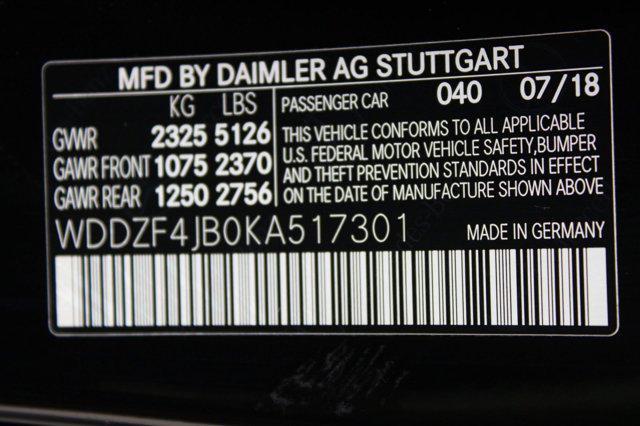 MFD BY DAIMLER AG STUTTGART
KG LBS
GVWR 2325 5126
GAWR FRONT 1075 2370
GAWR REAR 1250 2756
PASSENGER CAR 040 07/18
THIS VEHICLE CONFORMS TO ALL APPLICABLE
U.S. FEDERAL MOTOR VEHICLE SAFETY,BUMPER
AND THEFT PREVENTION STANDARDS IN EFFECT
ON THE DATE OF MANUFACTURE SHOWN ABOVE
WDDZF4JB0KA517301
MADE IN GERMANY